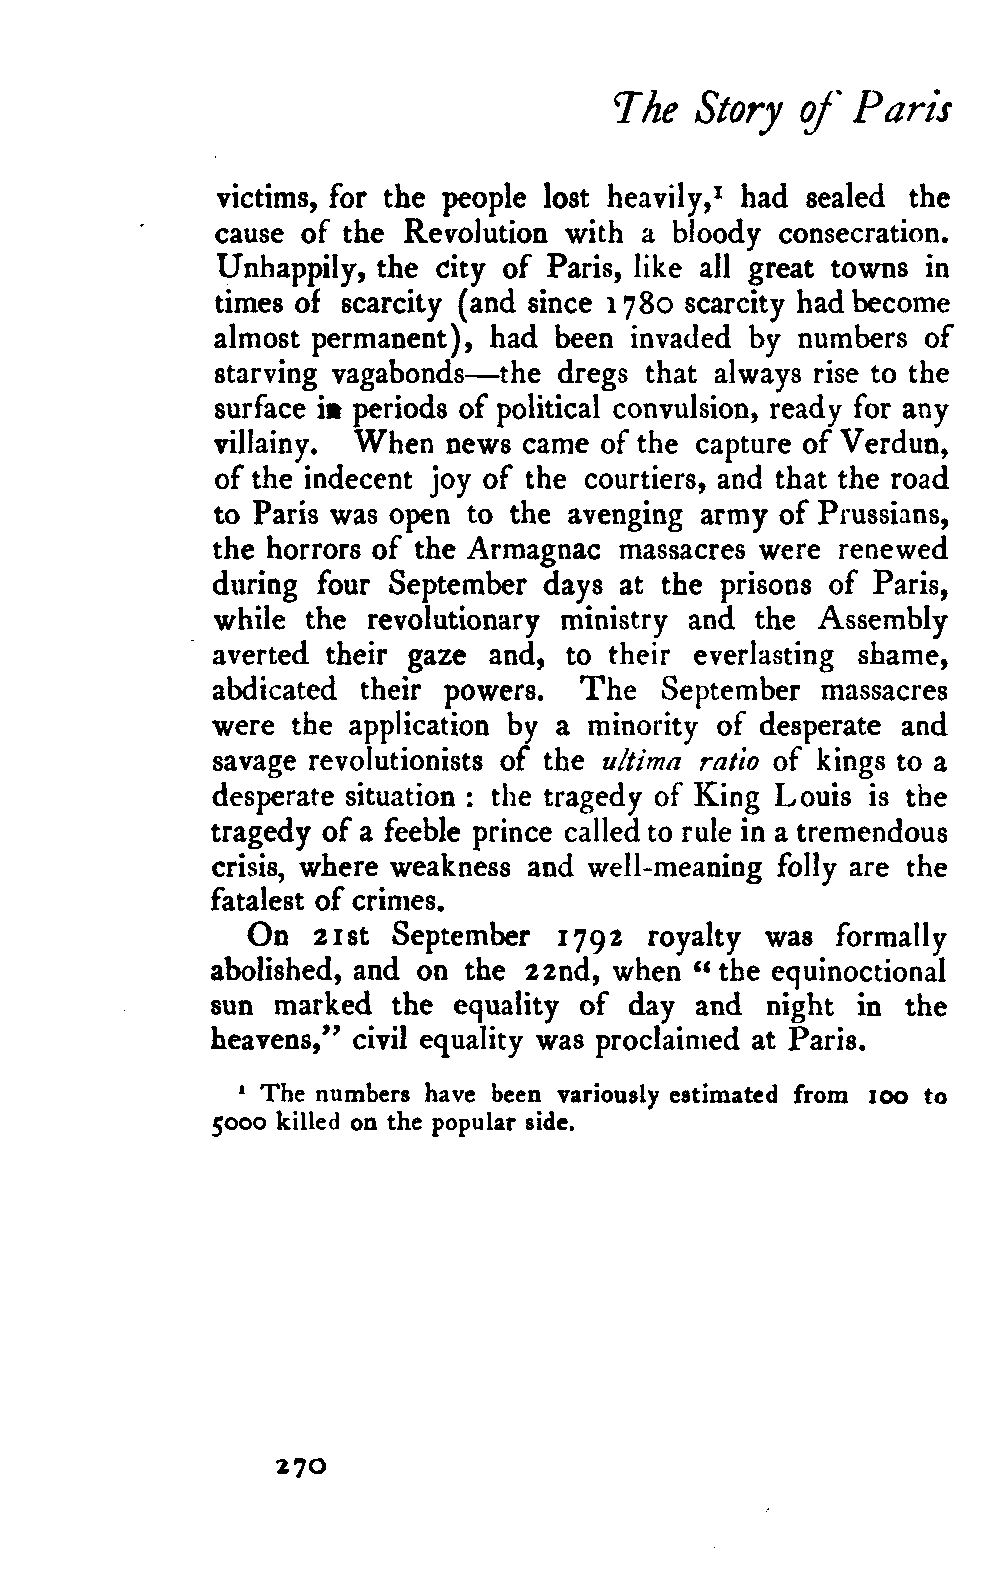 The Story of Paris
victims, for the people lost heavily,¹ had sealed the
cause of the Revolution with a bloody consecration.
Unhappily, the city of Paris, like all great towns in
times of scarcity (and since 1780 scarcity had become
almost permanent), had been invaded by numbers of
starving vagabonds—the dregs that always rise to the
surface in periods of political convulsion, ready for any
villainy. When news came of the capture of Verdun,
of the indecent joy of the courtiers, and that the road
to Paris was open to the avenging army of Prussians,
the horrors of the Armagnac massacres were renewed
during four September days at the prisons of Paris,
while the revolutionary ministry and the Assembly
averted their gaze and, to their everlasting shame,
abdicated their powers. The September massacres
were the application by a minority of desperate and
savage revolutionists of the ultima ratio of kings to a
desperate situation : the tragedy of King Louis is the
tragedy of a feeble prince called to rule in a tremendous
crisis, where weakness and well-meaning folly are the
fatalest of crimes.
On 21st September 1792 royalty was formally
abolished, and on the 22nd, when “ the equinoctional
sun marked the equality of day and night in the
heavens,” civil equality was proclaimed at Paris.
¹ The numbers have been variously estimated from 100 to
5000 killed on the popular side.
270